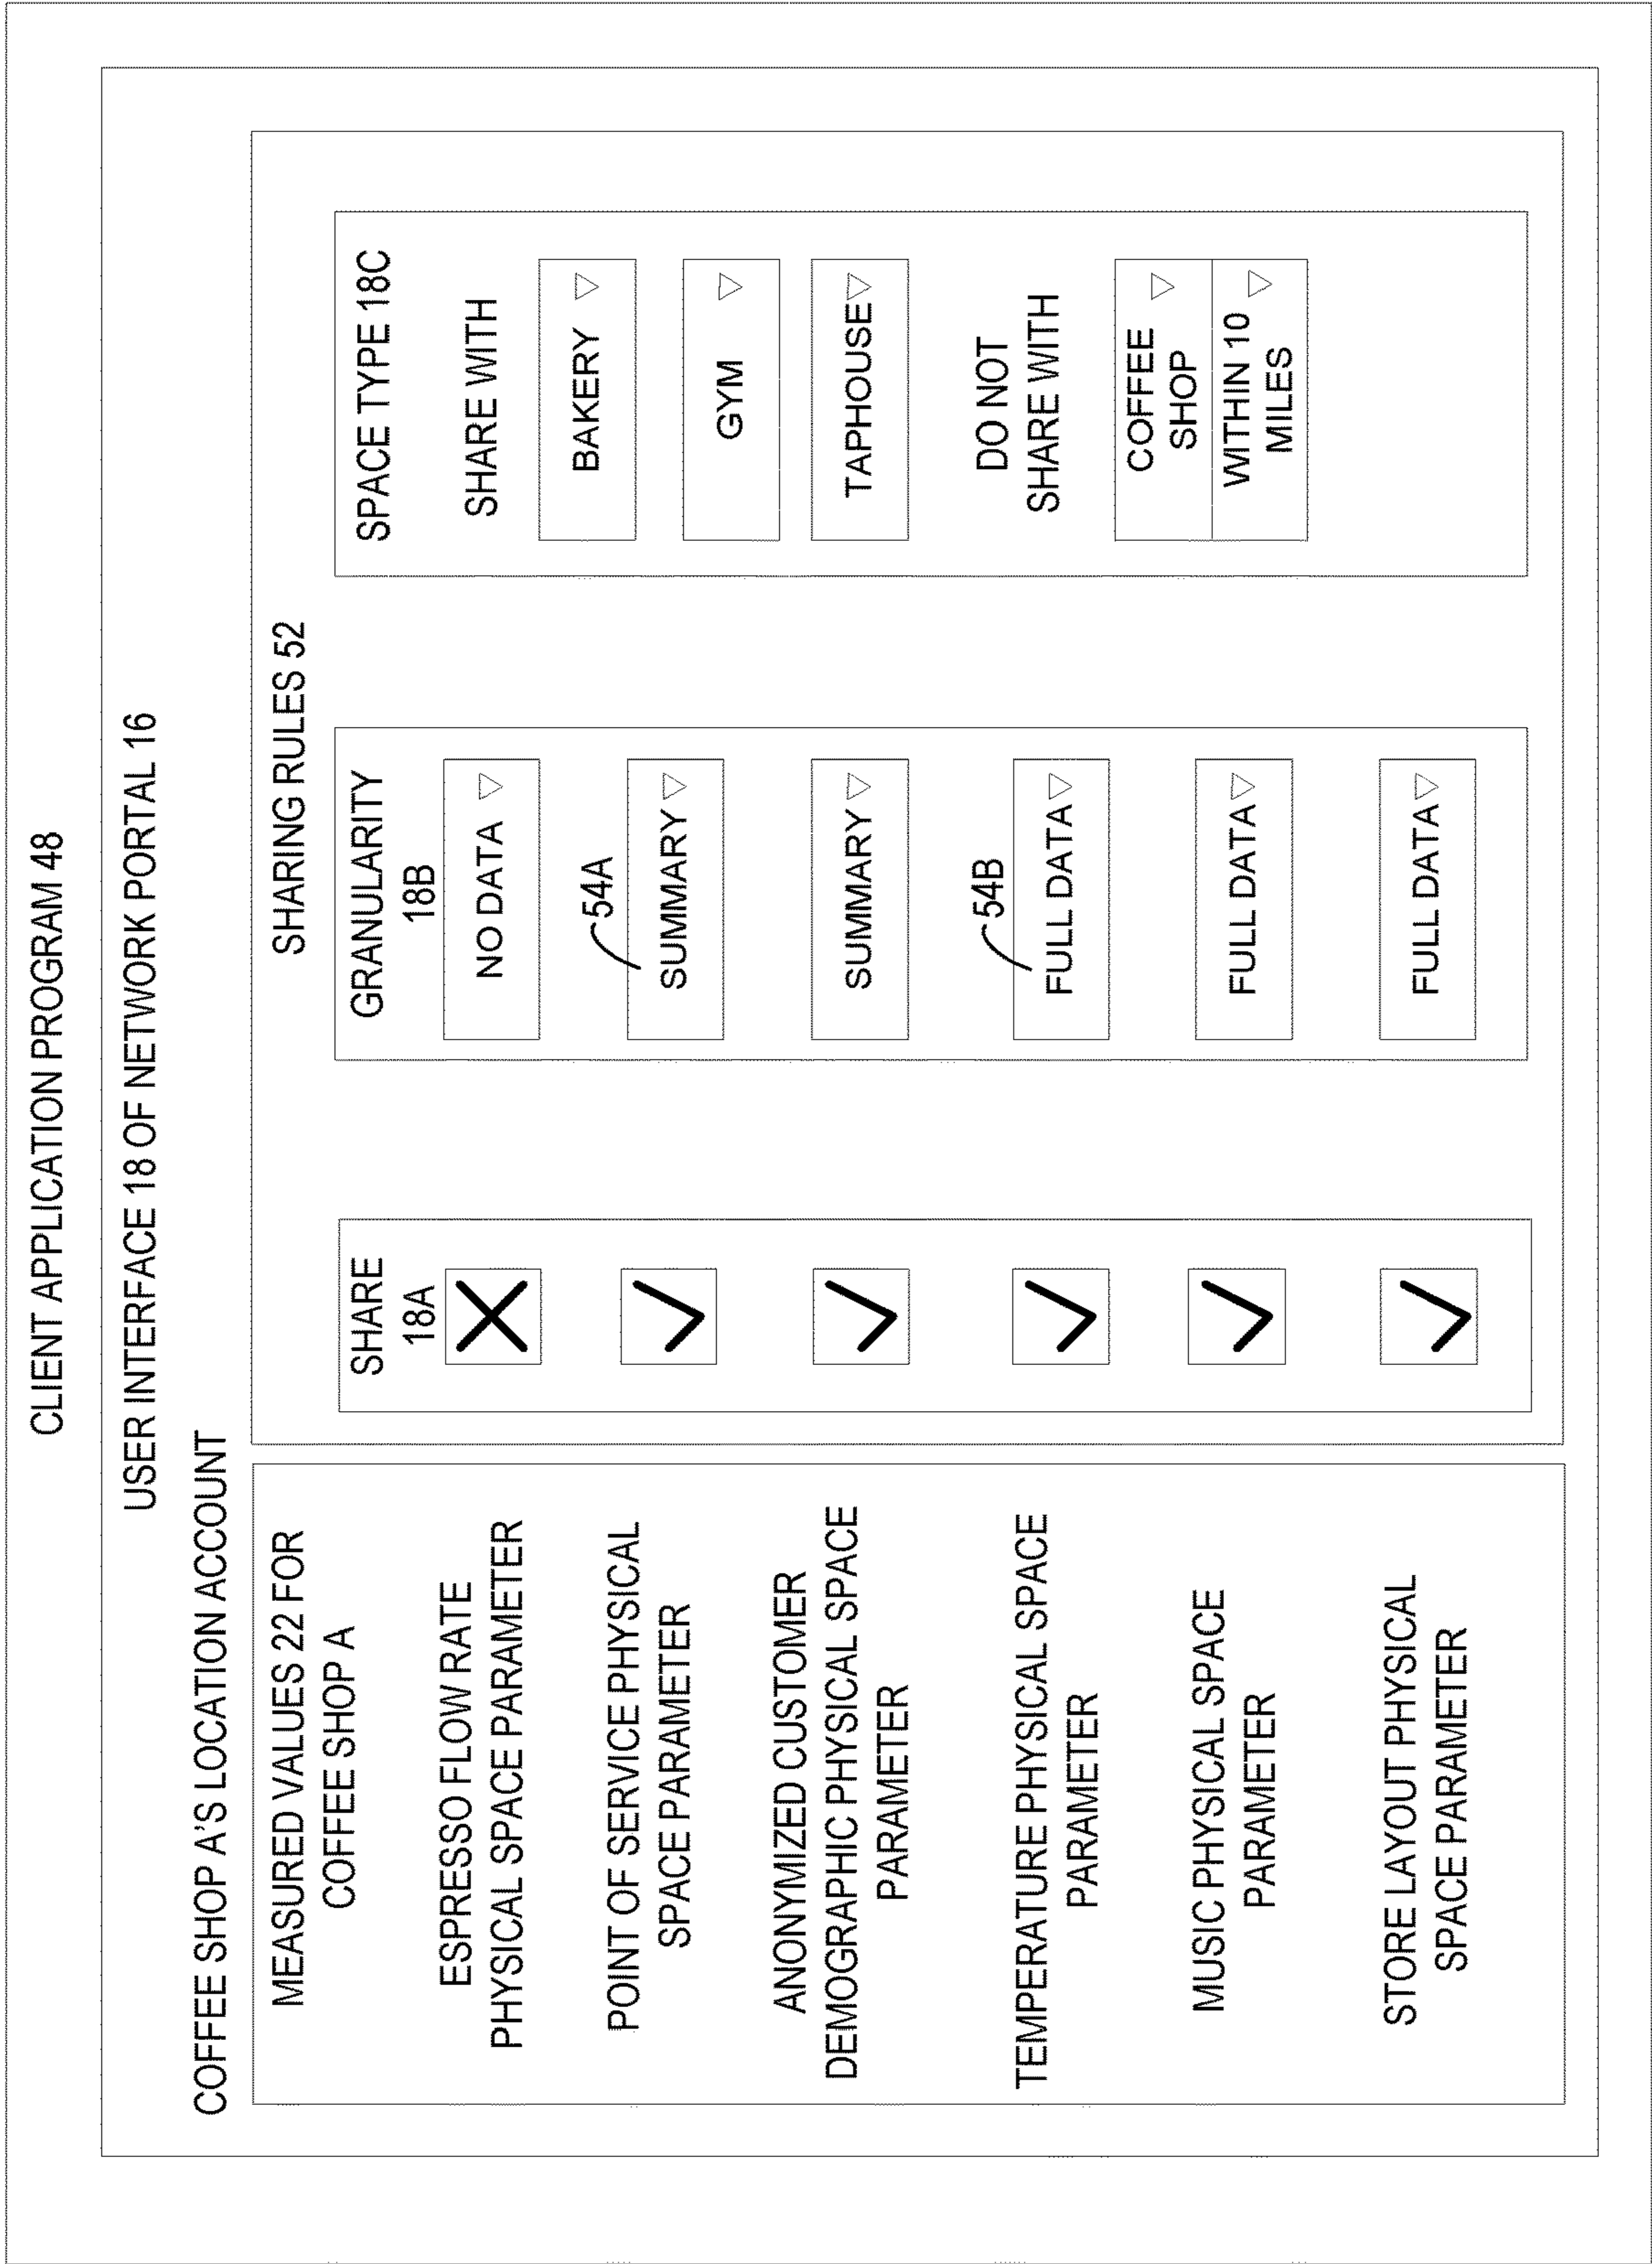 CLIENT APPLICATION PROGRAM 48
USER INTERFACE 18 OF NETWORK PORTAL 16
COFFEE SHOP A'S LOCATION ACCOUNT
MEASURED VALUES 22 FOR
COFFEE SHOP A
ESPRESSO FLOW RATE
PHYSICAL SPACE PARAMETER
POINT OF SERVICE PHYSICAL
SPACE PARAMETER
ANONYMIZED CUSTOMER
DEMOGRAPHIC PHYSICAL SPACE
PARAMETER
TEMPERATURE PHYSICAL SPACE
PARAMETER
MUSIC PHYSICAL SPACE
PARAMETER
STORE LAYOUT PHYSICAL
SPACE PARAMETER
SHARING RULES 52
SHARE
18A
GRANULARITY
18B
NO DATA
54A
SUMMARY
SUMMARY
54B
FULL DATA
FULL DATA
FULL DATA
SPACE TYPE 18C
SHARE WITH
BAKERY
GYM
TAPHOUSE
DO NOT
SHARE WITH
COFFEE
SHOP
WITHIN 10
MILES